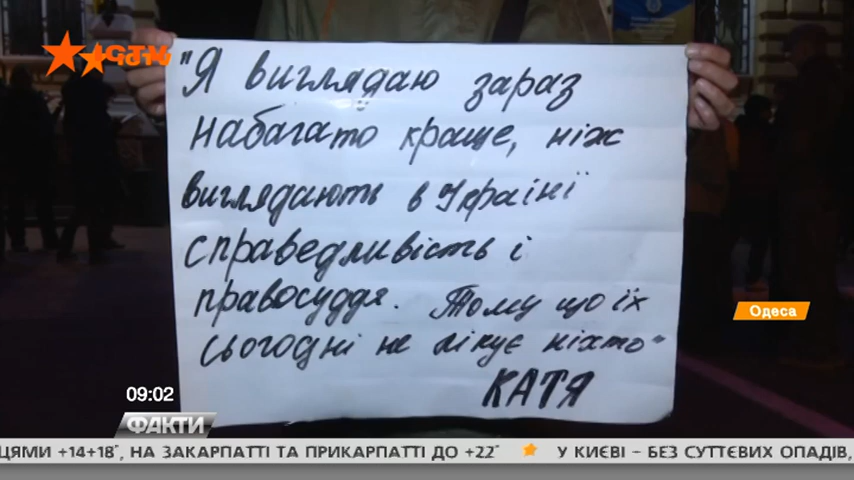 ICTV
"Я виглядаю зараз
набагато краще, ніж
виглядають в Україні
справедливість і
правосуддя. Тому що їх
сьогодні не лікує ніхто"
КАТЯ
Одеса
09:02
ФАКТИ
ЦЯМИ +14+18°, НА ЗАКАРПАТТІ ТА ПРИКАРПАТТІ ДО +22° У КИЄВІ – БЕЗ СУТТЄВИХ ОПАДІВ,